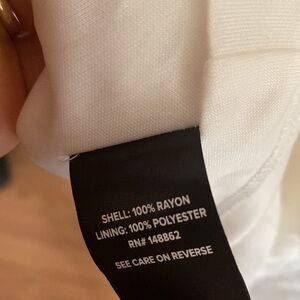 SHELL: 100% RAYON
LINING: 100% POLYESTER
RN# 148862
SEE CARE ON REVERSE